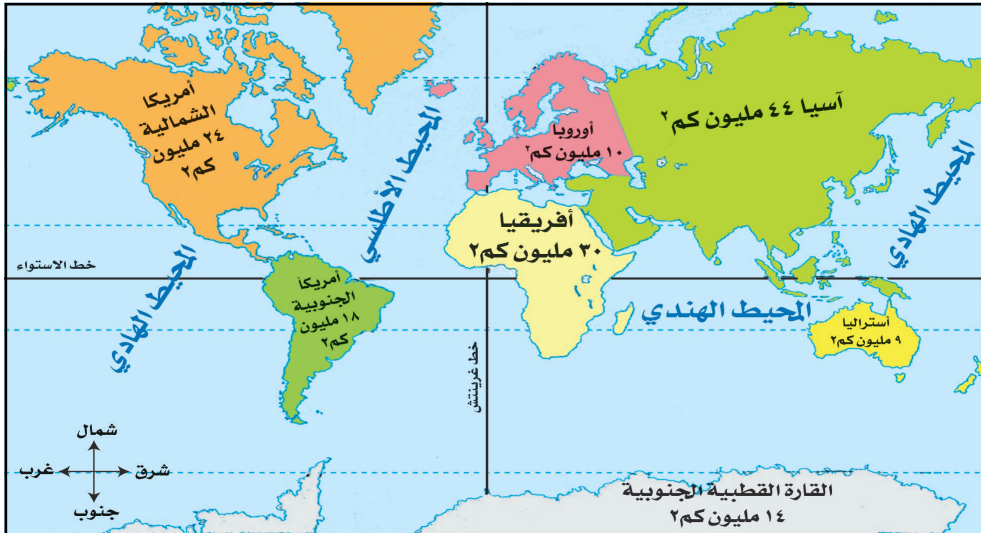 أمريكا
الشمالية
٢٤ مليون
كم٢
المحيط الأطلسي
أوروبا
١٠ مليون كم٢
آسيا ٤٤ مليون كم٢
المحيط الهادي
أفريقيا
٣٠ مليون كم٢
خط الاستواء
المحيط الهادي
أمريكا
الجنوبية
١٨ مليون
كم٢
المحيط الهندي
أستراليا
٩ مليون كم٢
خط غرينتش
شمال
شرق
غرب
جنوب
القارة القطبية الجنوبية
١٤ مليون كم٢